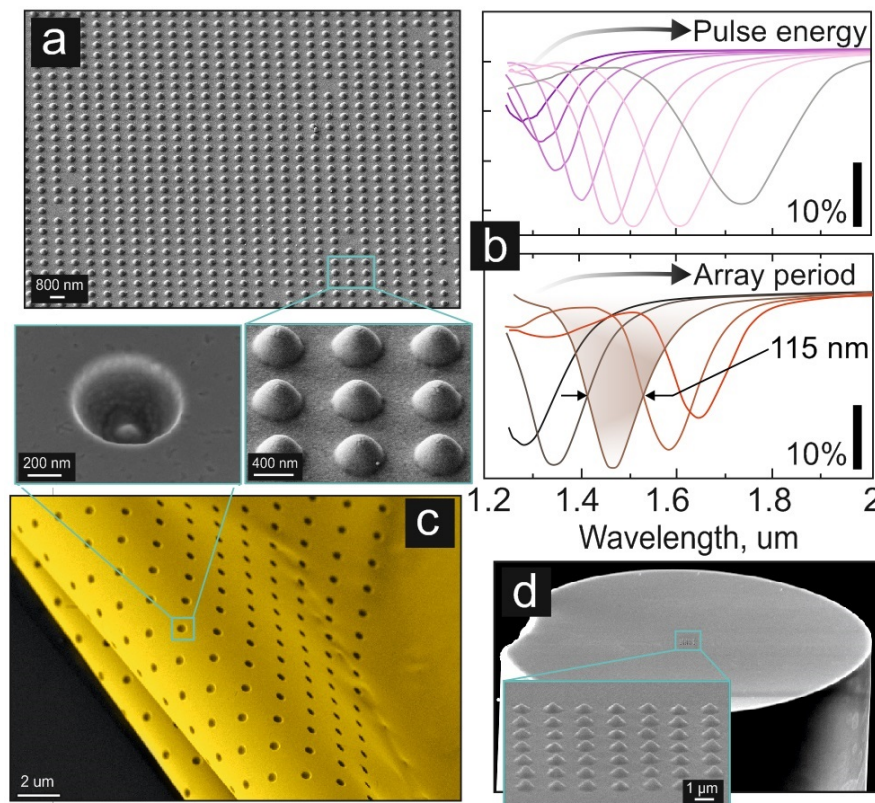 a
800 nm
200 nm
400 nm
Pulse energy
10%
b
Array period
115 nm
10%
1.2 1.4 1.6 1.8 2
Wavelength, um
c
2 um
d
1 µm